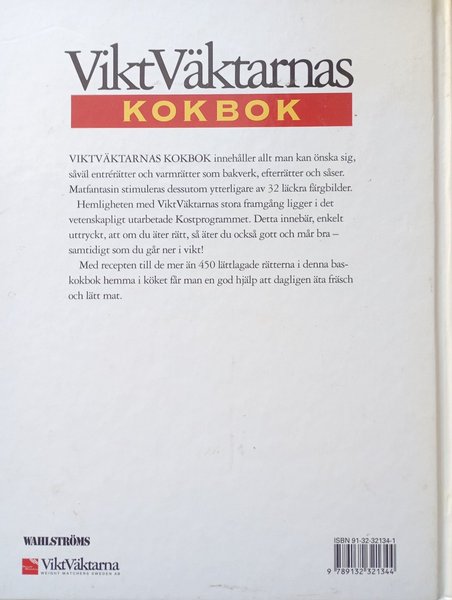 ViktVäktarnas
KOKBOK
VIKTVÄKTARNAS KOKBOK innehåller allt man kan önska sig,
såväl entrérätter och varmrätter som bakverk, efterrätter och såser.
Matfantasin stimuleras dessutom ytterligare av 32 läckra färgbilder.
Hemligheten med ViktVäktarnas stora framgång ligger i det
vetenskapligt utarbetade Kostprogrammet. Detta innebär, enkelt
uttryckt, att om du äter rätt, så äter du också gott och mår bra –
samtidigt som du går ner i vikt!
Med recepten till de mer än 450 lättlagade rätterna i denna bas-
kokbok hemma i köket får man en god hjälp att dagligen äta fräsch
och lätt mat.
WAHLSTRÖMS
ViktVäktarna
WEIGHT WATCHERS SWEDEN AB
ISBN 91-32-32134-1
9 789132 321344